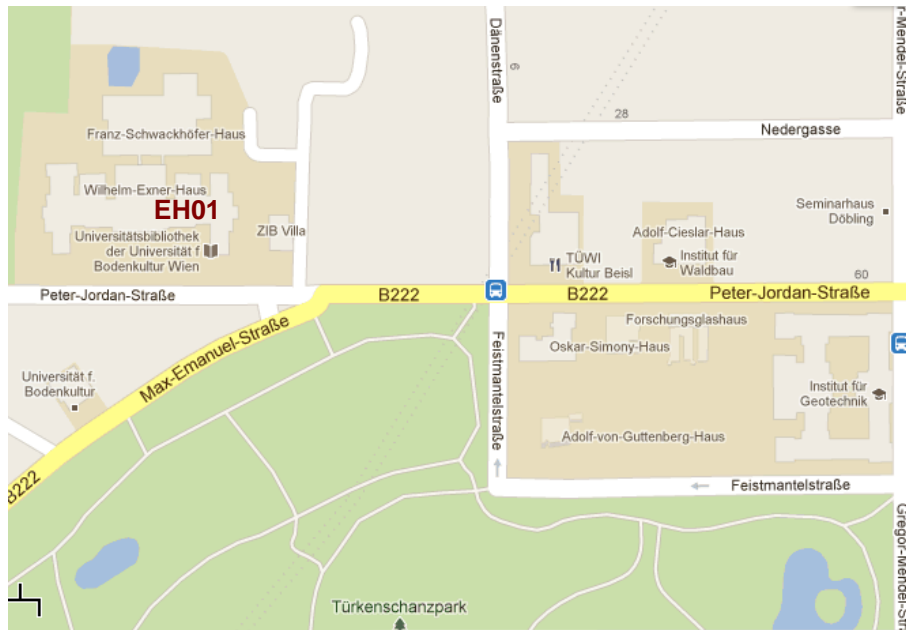 Dänenstraße
6
r-Mendel-Straße
28
Nedergasse
Franz-Schwackhöfer-Haus
Wilhelm-Exner-Haus
EH01
Universitätsbibliothek
der Universität f
Bodenkultur Wien
ZIB Villa
Seminarhaus
Döbling
Adolf-Cieslar-Haus
Institut für
Waldbau
TÜWI
Kultur Beisl
60
Peter-Jordan-Straße
B222
B222
Peter-Jordan-Straße
Max-Emanuel-Straße
Forschungsglashaus
Oskar-Simony-Haus
Feistmantelstraße
Universität f.
Bodenkultur
Institut für
Geotechnik
Adolf-von-Guttenberg-Haus
B222
Feistmantelstraße
Gregor-Mendel-Stra
Türkenschanzpark